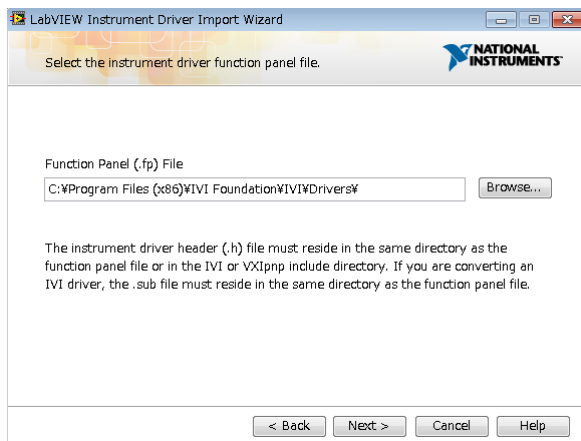 LabVIEW Instrument Driver Import Wizard
Select the instrument driver function panel file.
NATIONAL
INSTRUMENTS™
Function Panel (.fp) File
C:¥Program Files (x86)¥IVI Foundation¥IVI¥Drivers¥
Browse...
The instrument driver header (.h) file must reside in the same directory as the
function panel file or in the IVI or VXIpnp include directory. If you are converting an
IVI driver, the .sub file must reside in the same directory as the function panel file.
< Back
Next >
Cancel
Help